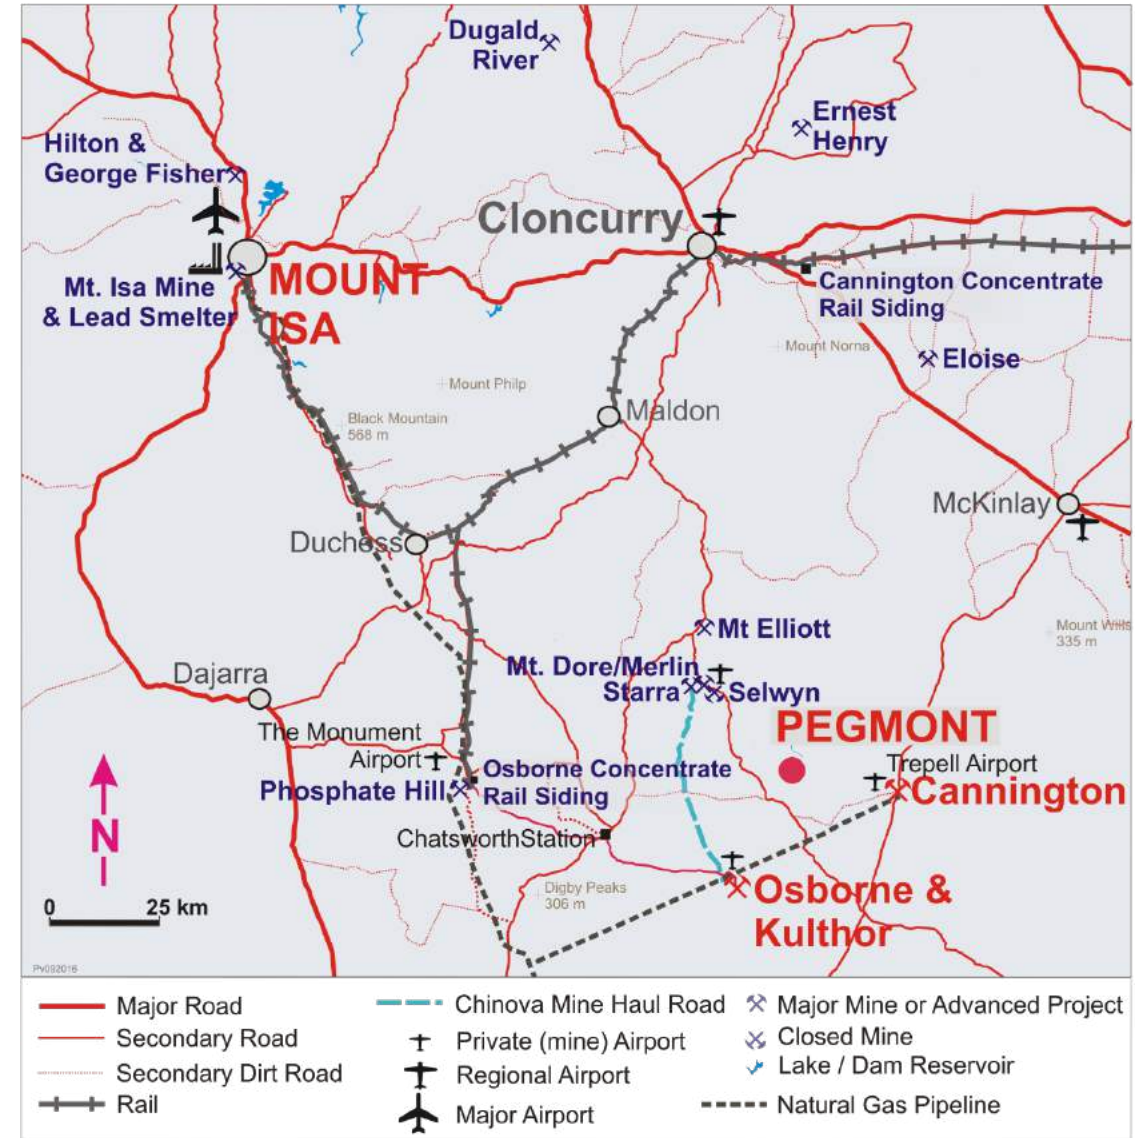 Dugald
River
Ernest
Henry
Hilton &
George Fisher
Cloncurry
MOUNT
ISA
Mt. Isa Mine
& Lead Smelter
Cannington Concentrate
Rail Siding
Mount Norna
Eloise
Mount Philp
Maldon
Black Mountain
568 m
McKinlay
Duchess
Mt Elliott
Mount Wills
335 m
Mt. Dore/Merlin
Starra
Selwyn
Dajarra
PEGMONT
The Monument
Airport
Trepell Airport
Osborne Concentrate
Rail Siding
Phosphate Hill
Cannington
ChatsworthStation
N
Digby Peaks
306 m
Osborne &
Kulthor
0 25 km
Pv092016
Major Road
Secondary Road
Secondary Dirt Road
Rail
Chinova Mine Haul Road
Private (mine) Airport
Regional Airport
Major Airport
Major Mine or Advanced Project
Closed Mine
Lake / Dam Reservoir
Natural Gas Pipeline